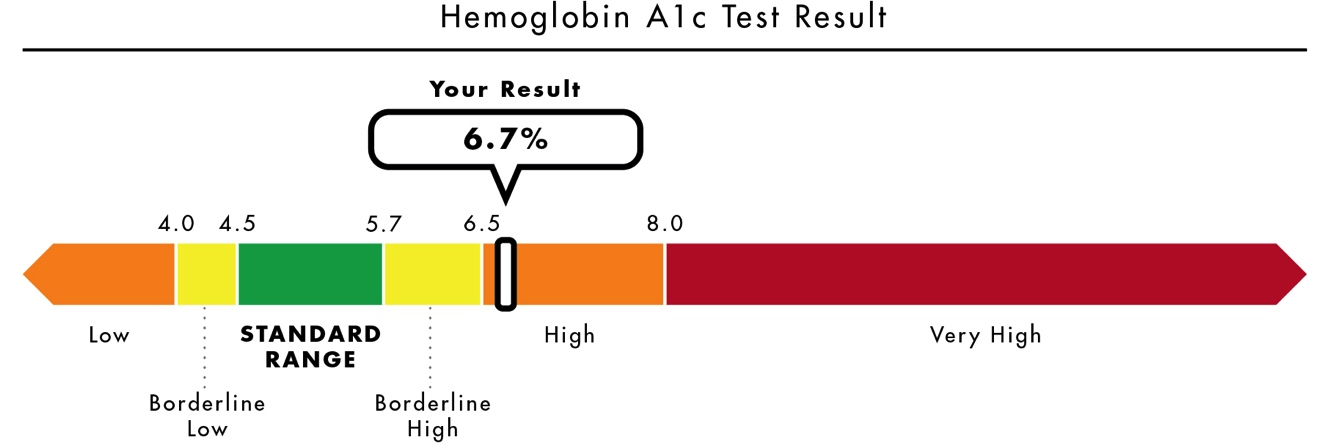 Hemoglobin A1c Test Result
Your Result
6.7%
4.0 4.5 5.7 6.5 8.0
Low
STANDARD
RANGE
High
Very High
Borderline
Low
Borderline
High